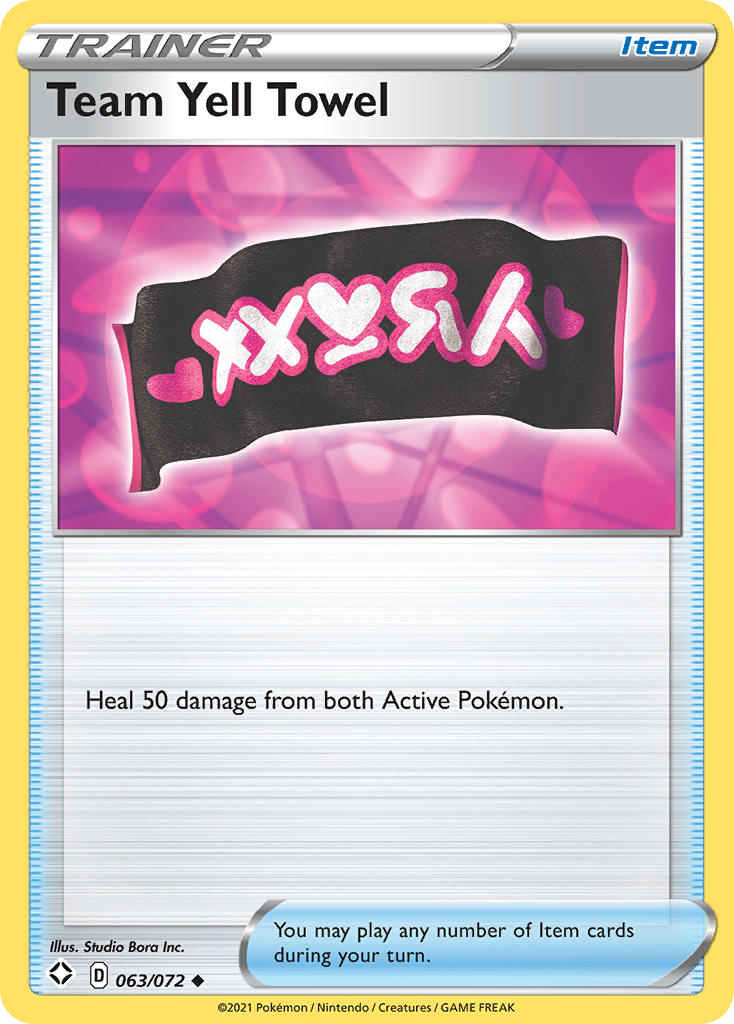 TRAINER
Item
Team Yell Towel
Heal 50 damage from both Active Pokémon.
You may play any number of Item cards
during your turn.
Illus. Studio Bora Inc.
D 063/072
©2021 Pokémon / Nintendo / Creatures / GAME FREAK